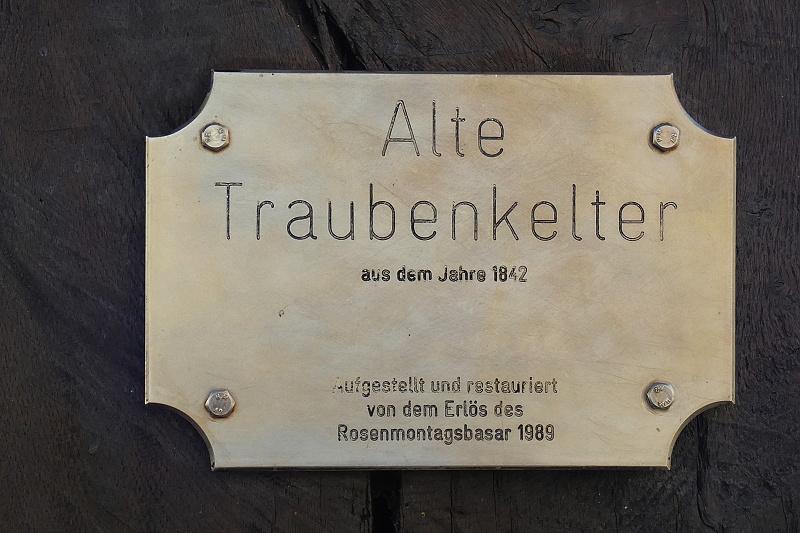 Alte
Traubenkelter
aus dem Jahre 1842
Aufgestellt und restauriert
von dem Erlös des
Rosenmontagsbasar 1989